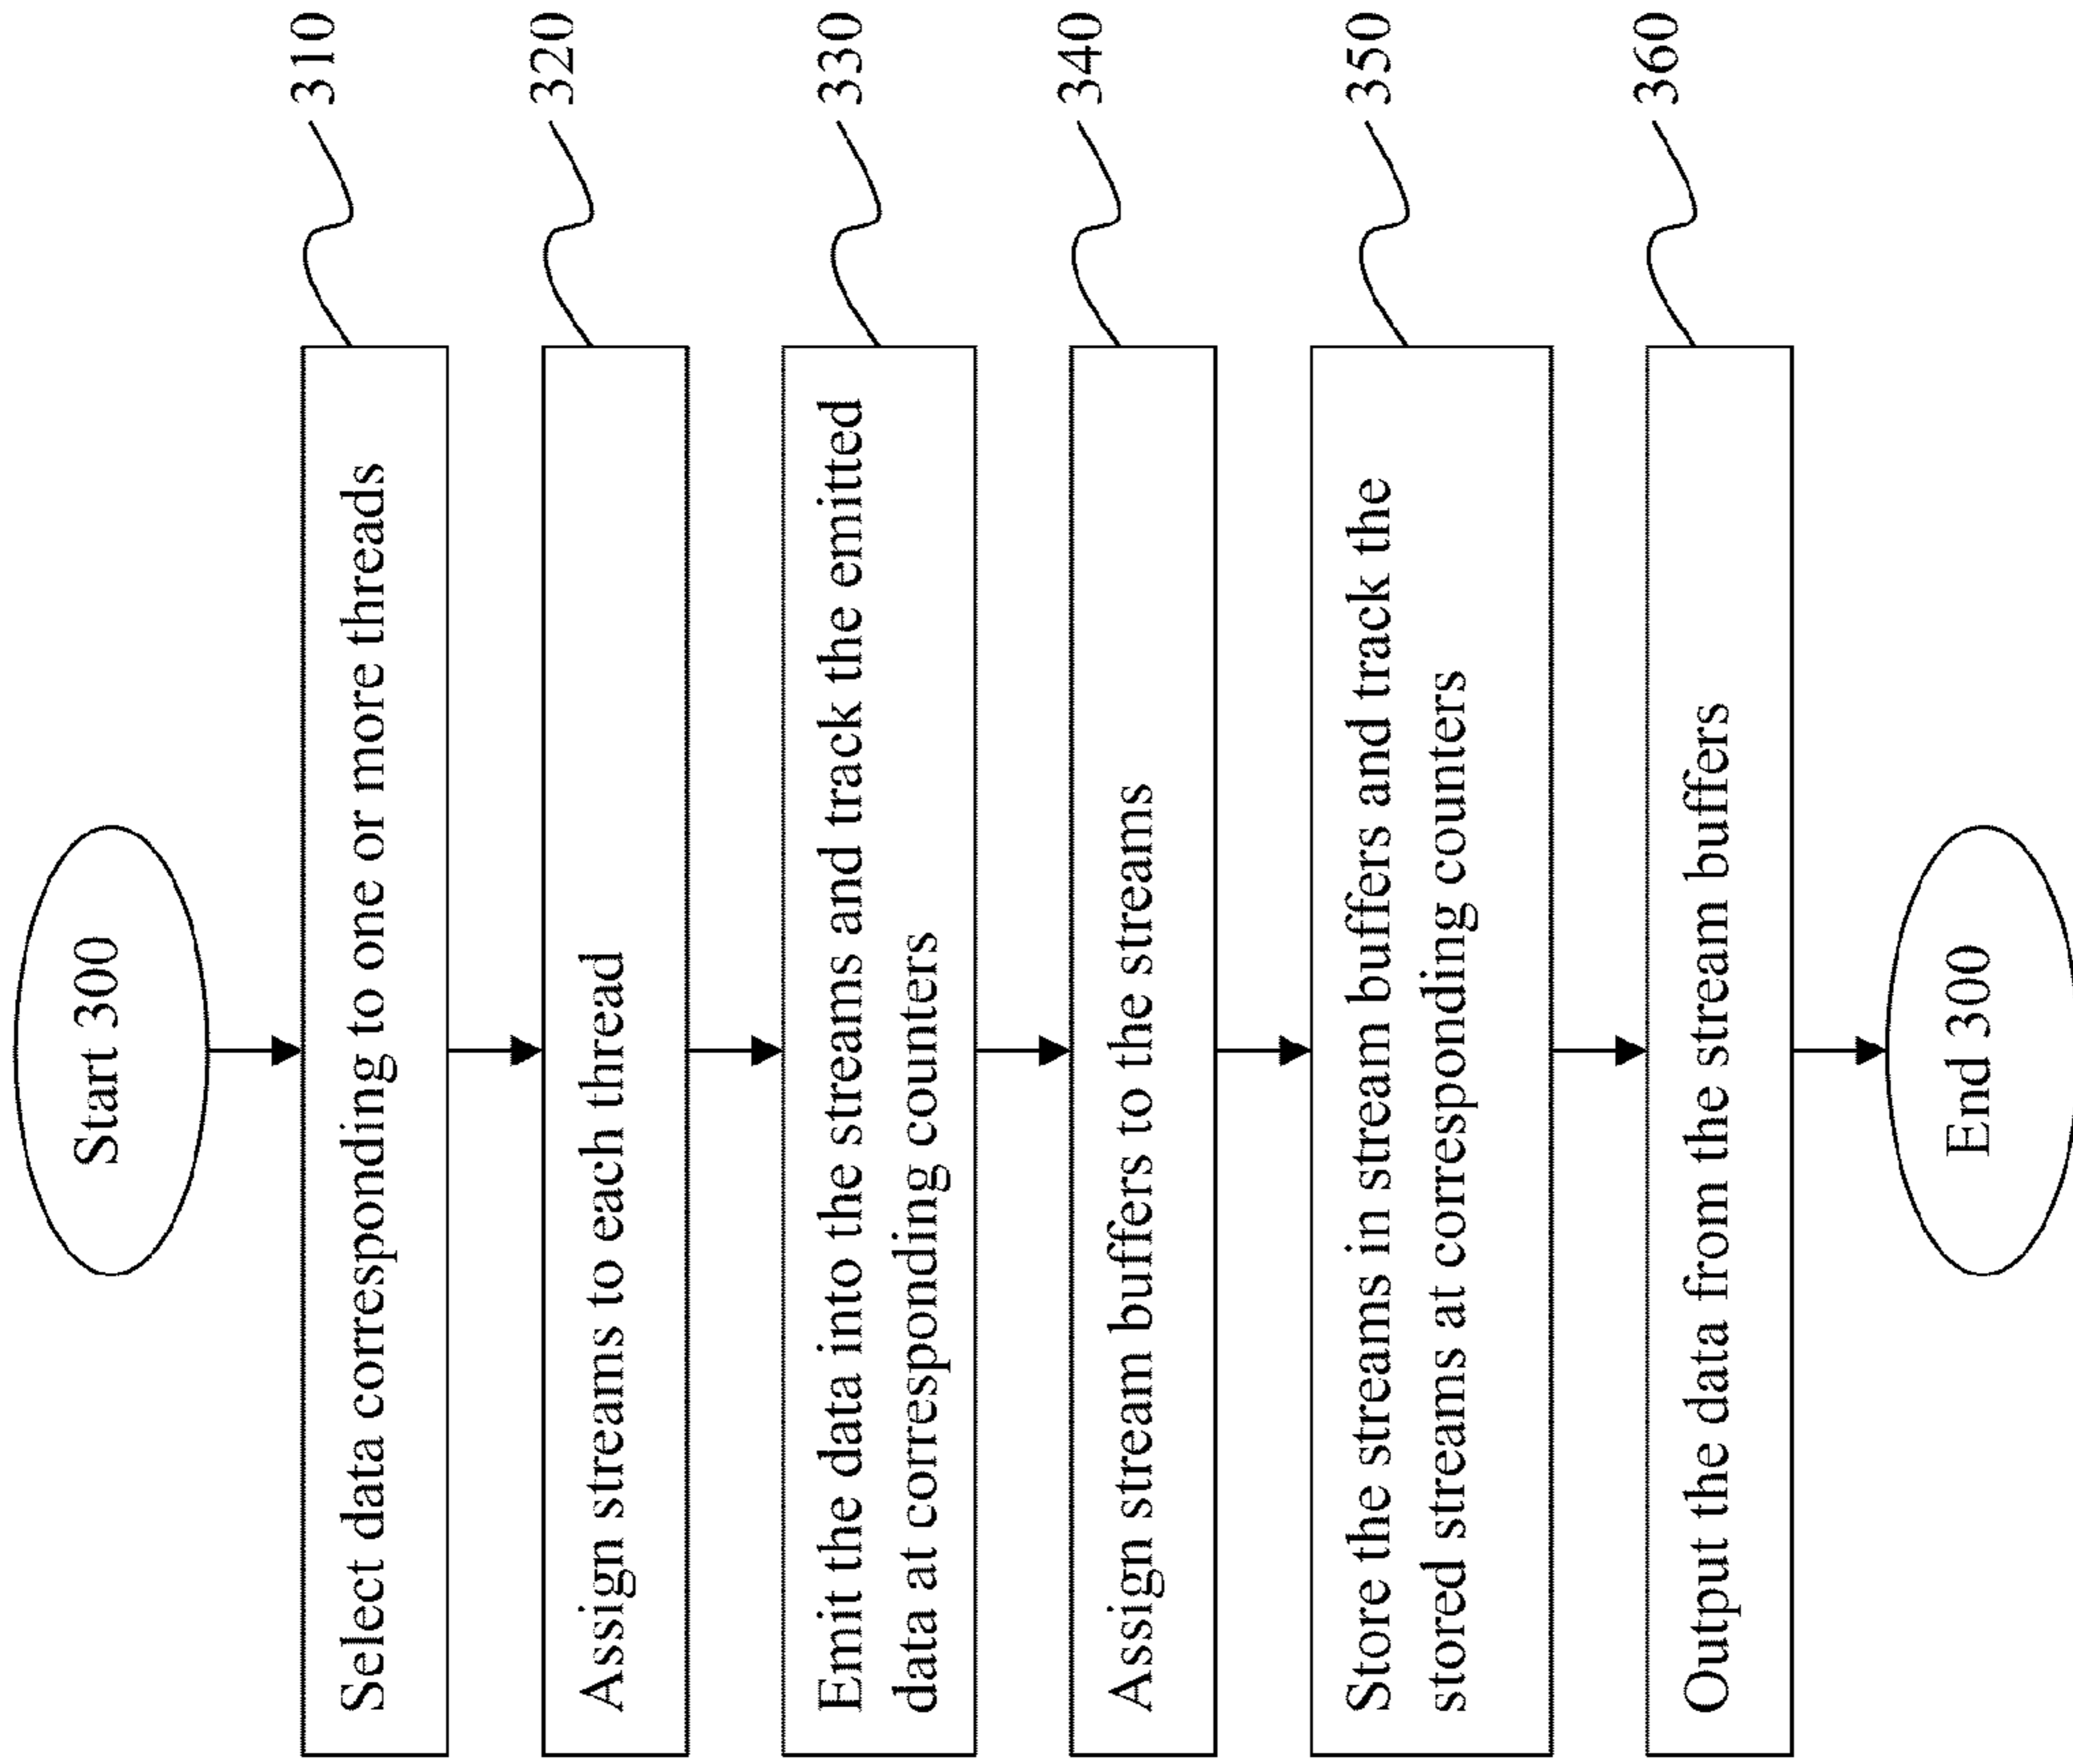 Start 300
Select data corresponding to one or more threads
310
Assign streams to each thread
320
Emit the data into the streams and track the emitted
data at corresponding counters
330
Assign stream buffers to the streams
340
Store the streams in stream buffers and track the
stored streams at corresponding counters
350
Output the data from the stream buffers
360
End 300